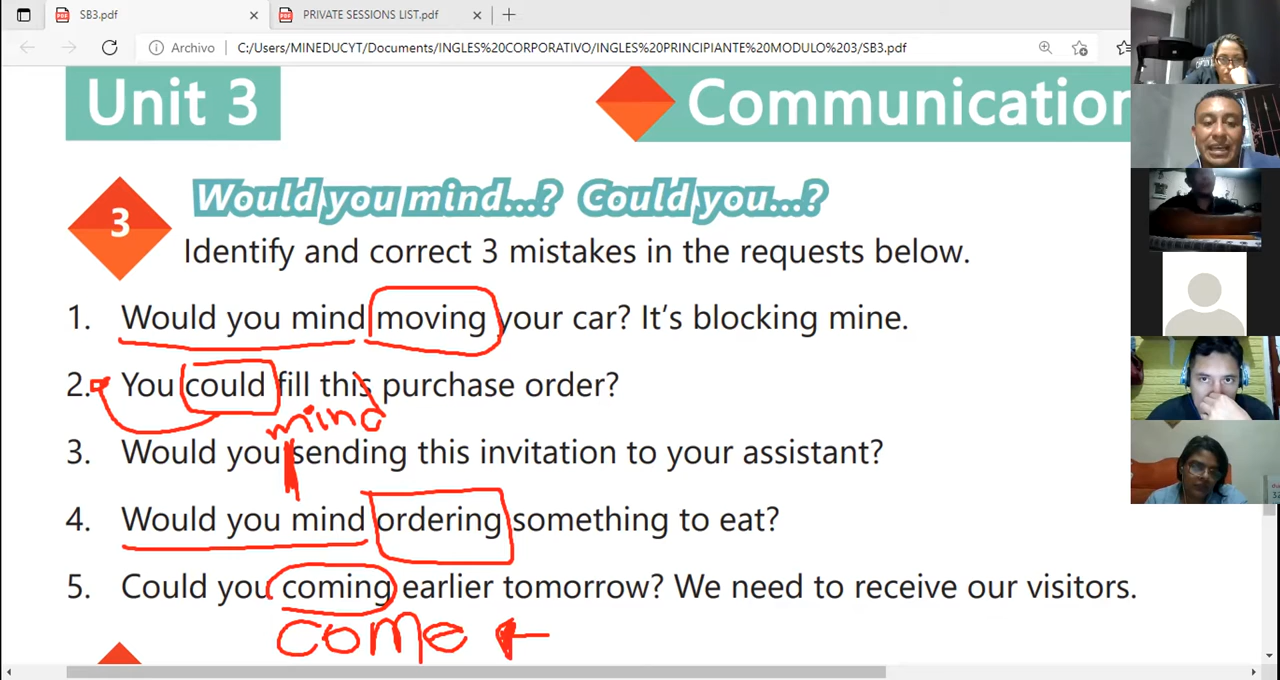 SB3.pdf
PRIVATE SESSIONS LIST.pdf
Archivo
C:/Users/MINEDUCYT/Documents/INGLES%20CORPORATIVO/INGLES%20PRINCIPIANTE%20MODULO%203/SB3.pdf
Unit 3
Communication
3
Would you mind...? Could you...?
Identify and correct 3 mistakes in the requests below.
1. Would you mind moving your car? It's blocking mine.
2. You could fill this purchase order?
mind
3. Would you sending this invitation to your assistant?
4. Would you mind ordering something to eat?
5. Could you coming earlier tomorrow? We need to receive our visitors.
come